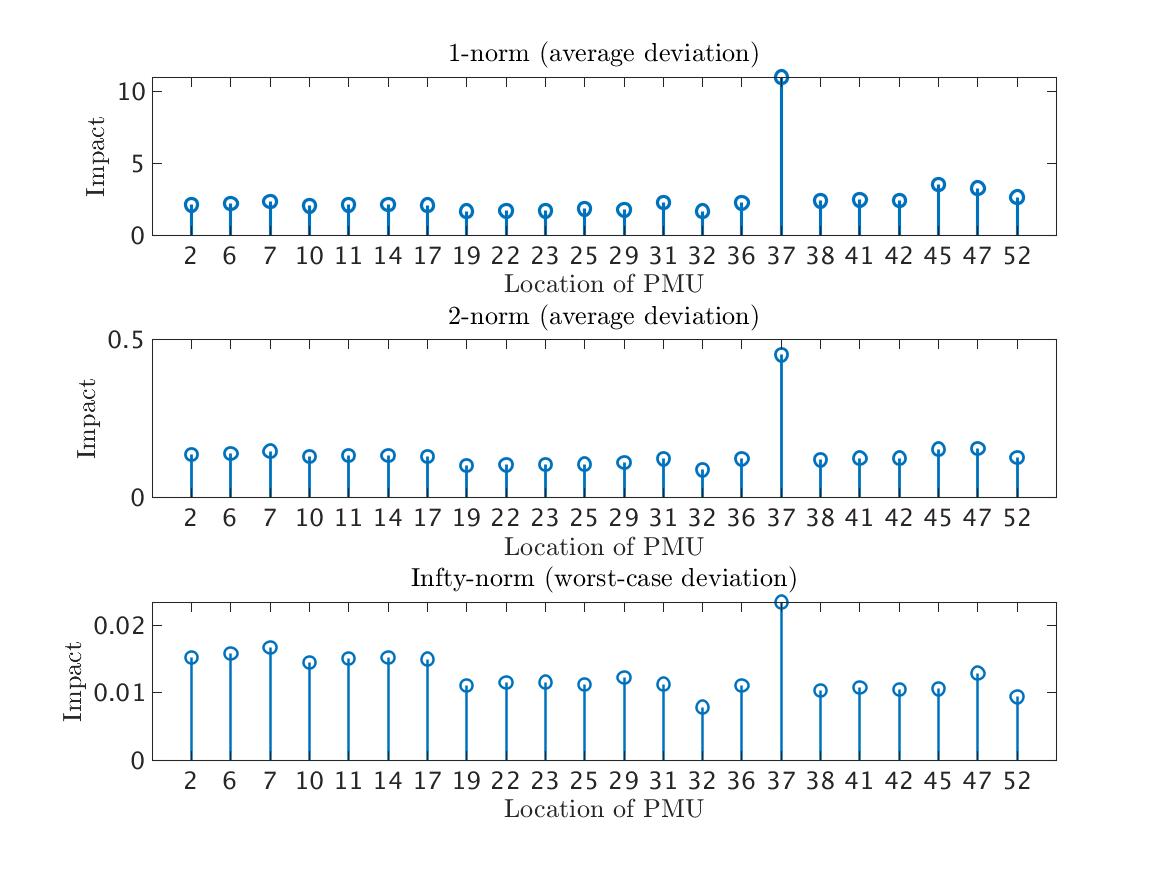 1-norm (average deviation)
10
5
0
Impact
2 6 7 10 11 14 17 19 22 23 25 29 31 32 36 37 38 41 42 45 47 52
Location of PMU
2-norm (average deviation)
0.5
0
Impact
2 6 7 10 11 14 17 19 22 23 25 29 31 32 36 37 38 41 42 45 47 52
Location of PMU
Infty-norm (worst-case deviation)
0.02
0.01
0
Impact
2 6 7 10 11 14 17 19 22 23 25 29 31 32 36 37 38 41 42 45 47 52
Location of PMU